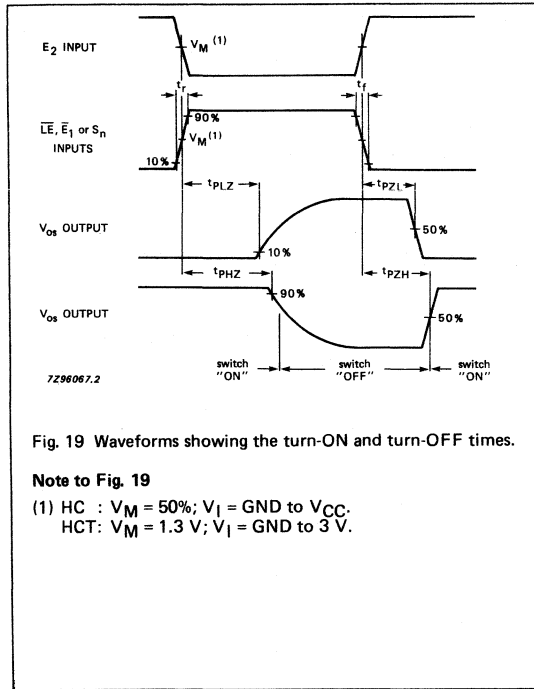 E2 INPUT
VM (1)
tr
tf
LE, E1 or Sn
INPUTS
90%
VM(1)
10%
tPLZ
tPZL
Vos OUTPUT
50%
10%
tPHZ
tPZH
90%
Vos OUTPUT
50%
switch "ON"
switch "OFF"
switch "ON"
7Z96067.2
Fig. 19 Waveforms showing the turn-ON and turn-OFF times.
Note to Fig. 19
(1) HC : VM = 50%; VI = GND to VCC.
HCT: VM = 1.3 V; VI = GND to 3 V.